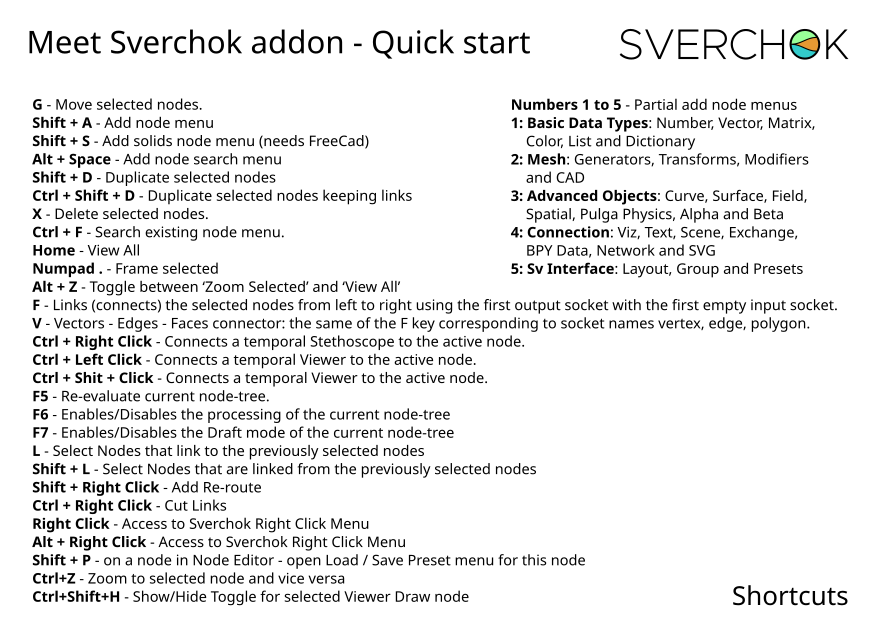 Meet Sverchok addon - Quick start
SVERCHOK
G - Move selected nodes.
Shift + A - Add node menu
Shift + S - Add solids node menu (needs FreeCad)
Alt + Space - Add node search menu
Shift + D - Duplicate selected nodes
Ctrl + Shift + D - Duplicate selected nodes keeping links
X - Delete selected nodes.
Ctrl + F - Search existing node menu.
Home - View All
Numpad . - Frame selected
Alt + Z - Toggle between ‘Zoom Selected’ and ‘View All’
Numbers 1 to 5 - Partial add node menus
1: Basic Data Types: Number, Vector, Matrix,
Color, List and Dictionary
2: Mesh: Generators, Transforms, Modifiers
and CAD
3: Advanced Objects: Curve, Surface, Field,
Spatial, Pulga Physics, Alpha and Beta
4: Connection: Viz, Text, Scene, Exchange,
BPY Data, Network and SVG
5: Sv Interface: Layout, Group and Presets
F - Links (connects) the selected nodes from left to right using the first output socket with the first empty input socket.
V - Vectors - Edges - Faces connector: the same of the F key corresponding to socket names vertex, edge, polygon.
Ctrl + Right Click - Connects a temporal Stethoscope to the active node.
Ctrl + Left Click - Connects a temporal Viewer to the active node.
Ctrl + Shit + Click - Connects a temporal Viewer to the active node.
F5 - Re-evaluate current node-tree.
F6 - Enables/Disables the processing of the current node-tree
F7 - Enables/Disables the Draft mode of the current node-tree
L - Select Nodes that link to the previously selected nodes
Shift + L - Select Nodes that are linked from the previously selected nodes
Shift + Right Click - Add Re-route
Ctrl + Right Click - Cut Links
Right Click - Access to Sverchok Right Click Menu
Alt + Right Click - Access to Sverchok Right Click Menu
Shift + P - on a node in Node Editor - open Load / Save Preset menu for this node
Ctrl+Z - Zoom to selected node and vice versa
Ctrl+Shift+H - Show/Hide Toggle for selected Viewer Draw node
Shortcuts